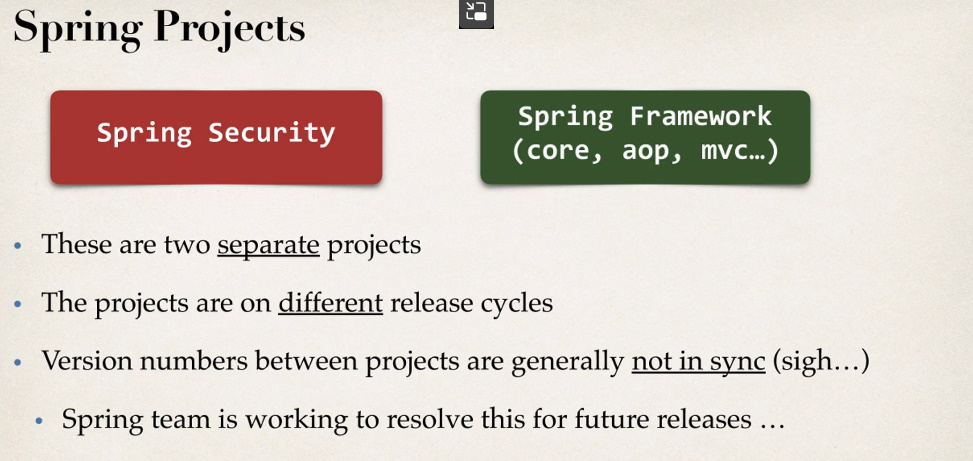 Spring Projects
Spring Security
Spring Framework
(core, aop, mvc…)
• These are two separate projects
• The projects are on different release cycles
• Version numbers between projects are generally not in sync (sigh…)
• Spring team is working to resolve this for future releases …